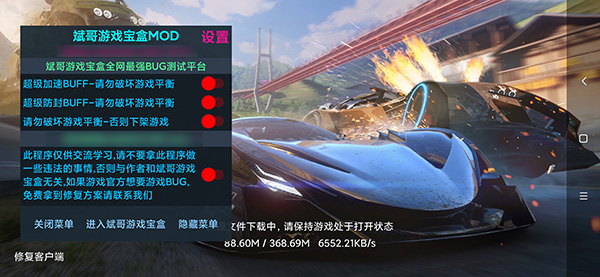 斌哥游戏宝盒MOD
设置
斌哥游戏宝盒全网最强BUG测试平台
超级加速BUFF-请勿破坏游戏平衡
超级防封BUFF-请勿破坏游戏平衡
请勿破坏游戏平衡-否则下架游戏
此程序仅供交流学习,请不要拿此程序做
一些违法的事情,否则与作者和斌哥游戏
宝盒无关,如果游戏官方想要游戏BUG,
免费拿到修复方案请联系我们
关闭菜单 进入斌哥游戏宝盒 隐藏菜单
文件下载中，请保持游戏处于打开状态
88.60M / 368.69M 6552.21KB/s
修复客户端